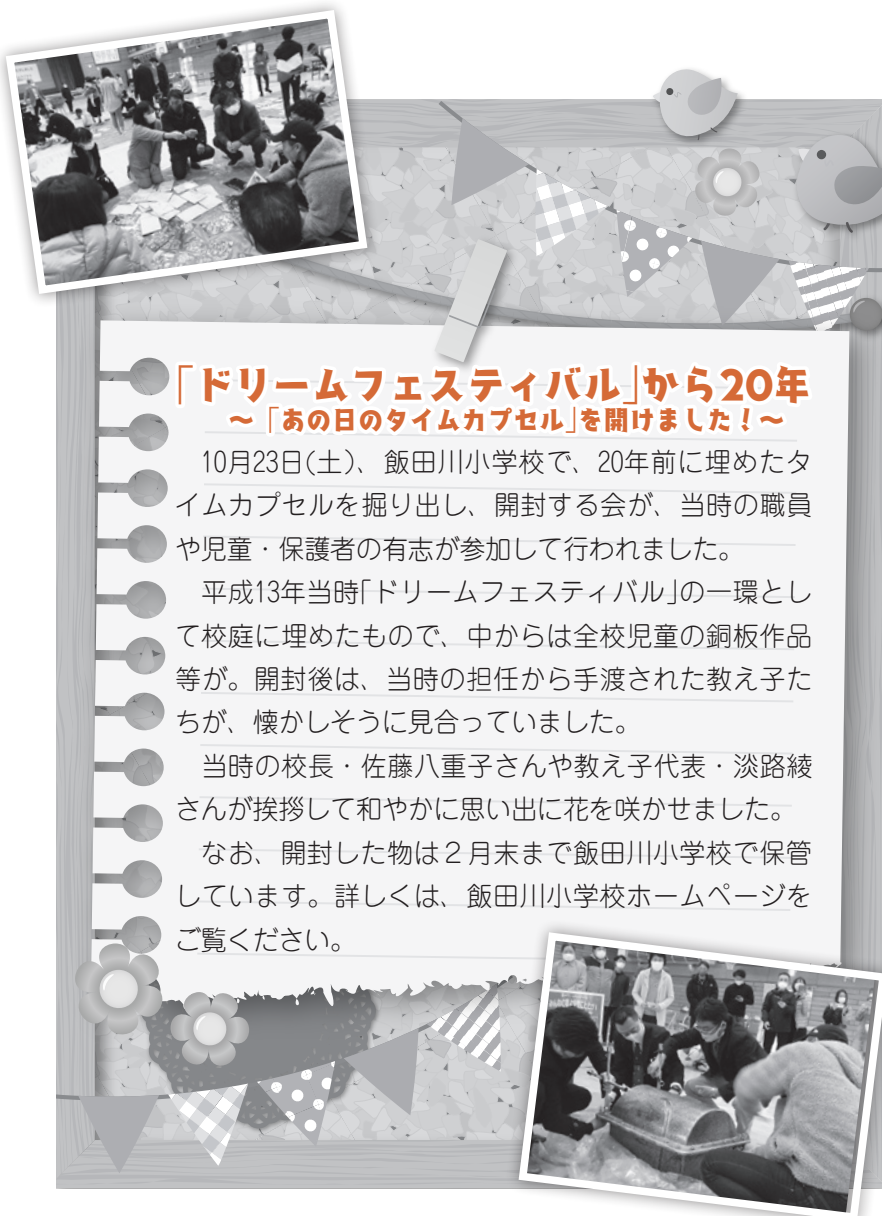 「ドリームフェスティバル」から20年
～「あの日のタイムカプセル」を開けました！～
10月23日(土)、飯田川小学校で、20年前に埋めたタ
イムカプセルを掘り出し、開封する会が、当時の職員
や児童・保護者の有志が参加して行われました。
平成13年当時「ドリームフェスティバル」の一環とし
て校庭に埋めたもので、中からは全校児童の銅板作品
等が。開封後は、当時の担任から手渡された教え子た
ちが、懐かしそうに見合っていました。
当時の校長・佐藤八重子さんや教え子代表・淡路綾
さんが挨拶して和やかに思い出に花を咲かせました。
なお、開封した物は２月末まで飯田川小学校で保管
しています。詳しくは、飯田川小学校ホームページを
ご覧ください。